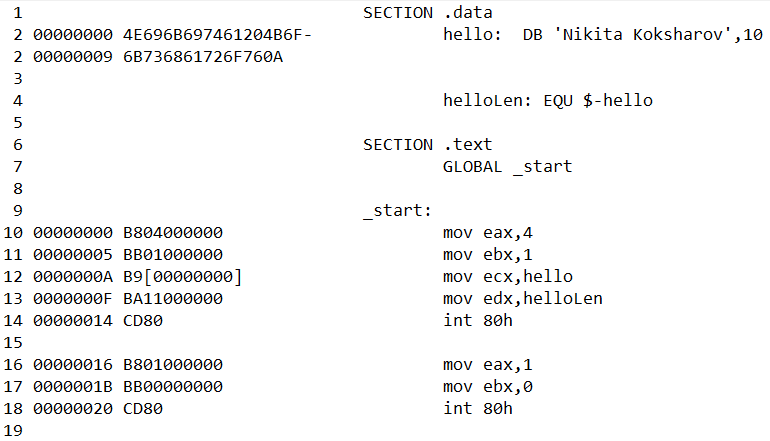 1 SECTION .data
2 00000000 4E696B697461204B6F- hello: DB 'Nikita Koksharov',10
2 00000009 6B736861726F760A
3
4 helloLen: EQU $-hello
5
6 SECTION .text
7 GLOBAL _start
8
9 _start:
10 00000000 B804000000 mov eax,4
11 00000005 BB01000000 mov ebx,1
12 0000000A B9[00000000] mov ecx,hello
13 0000000F BA11000000 mov edx,helloLen
14 00000014 CD80 int 80h
15
16 00000016 B801000000 mov eax,1
17 0000001B BB00000000 mov ebx,0
18 00000020 CD80 int 80h
19